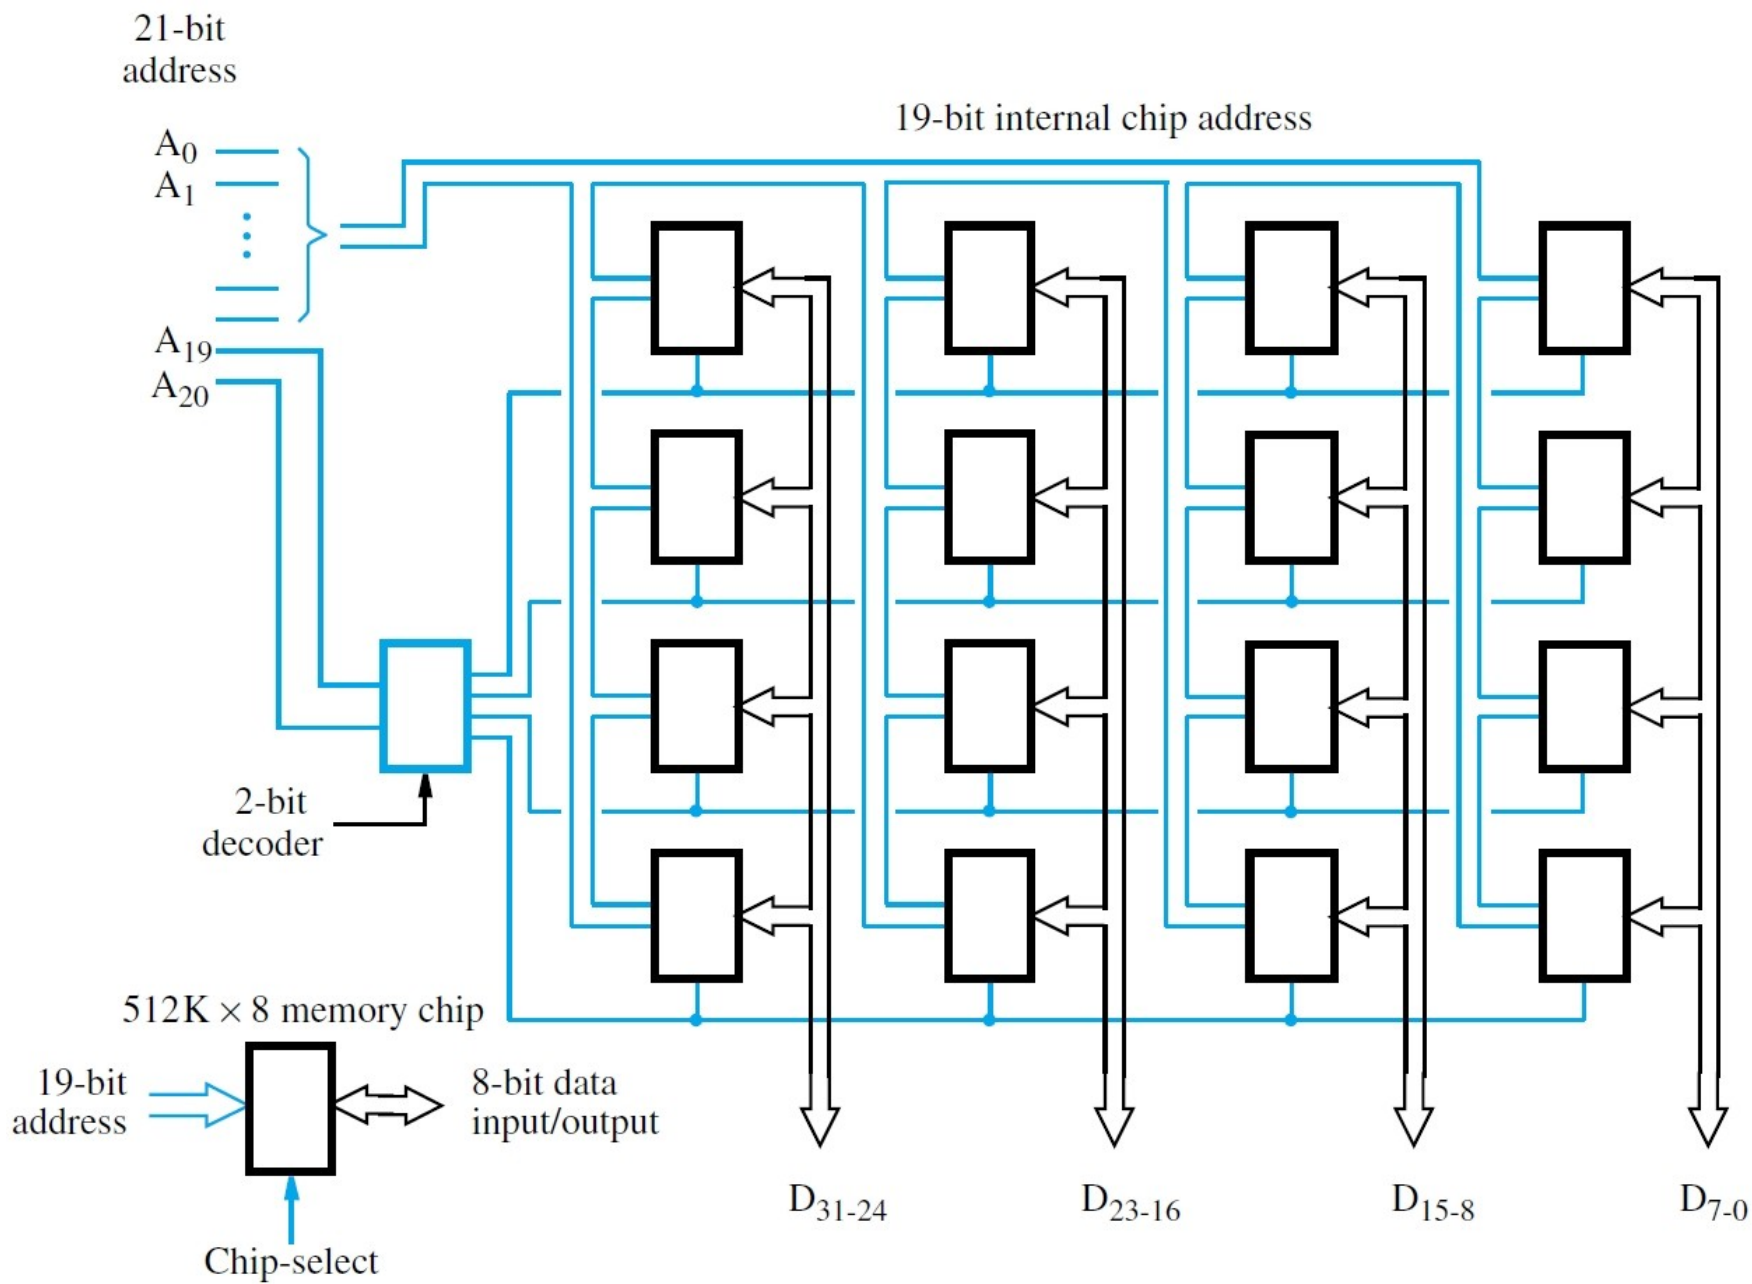 21-bit
address
19-bit internal chip address
A₀
A₁
A₁₉
A₂₀
2-bit
decoder
512K × 8 memory chip
19-bit
address
8-bit data
input/output
Chip-select
D₃₁₋₂₄
D₂₃₋₁₆
D₁₅₋₈
D₇₋₀